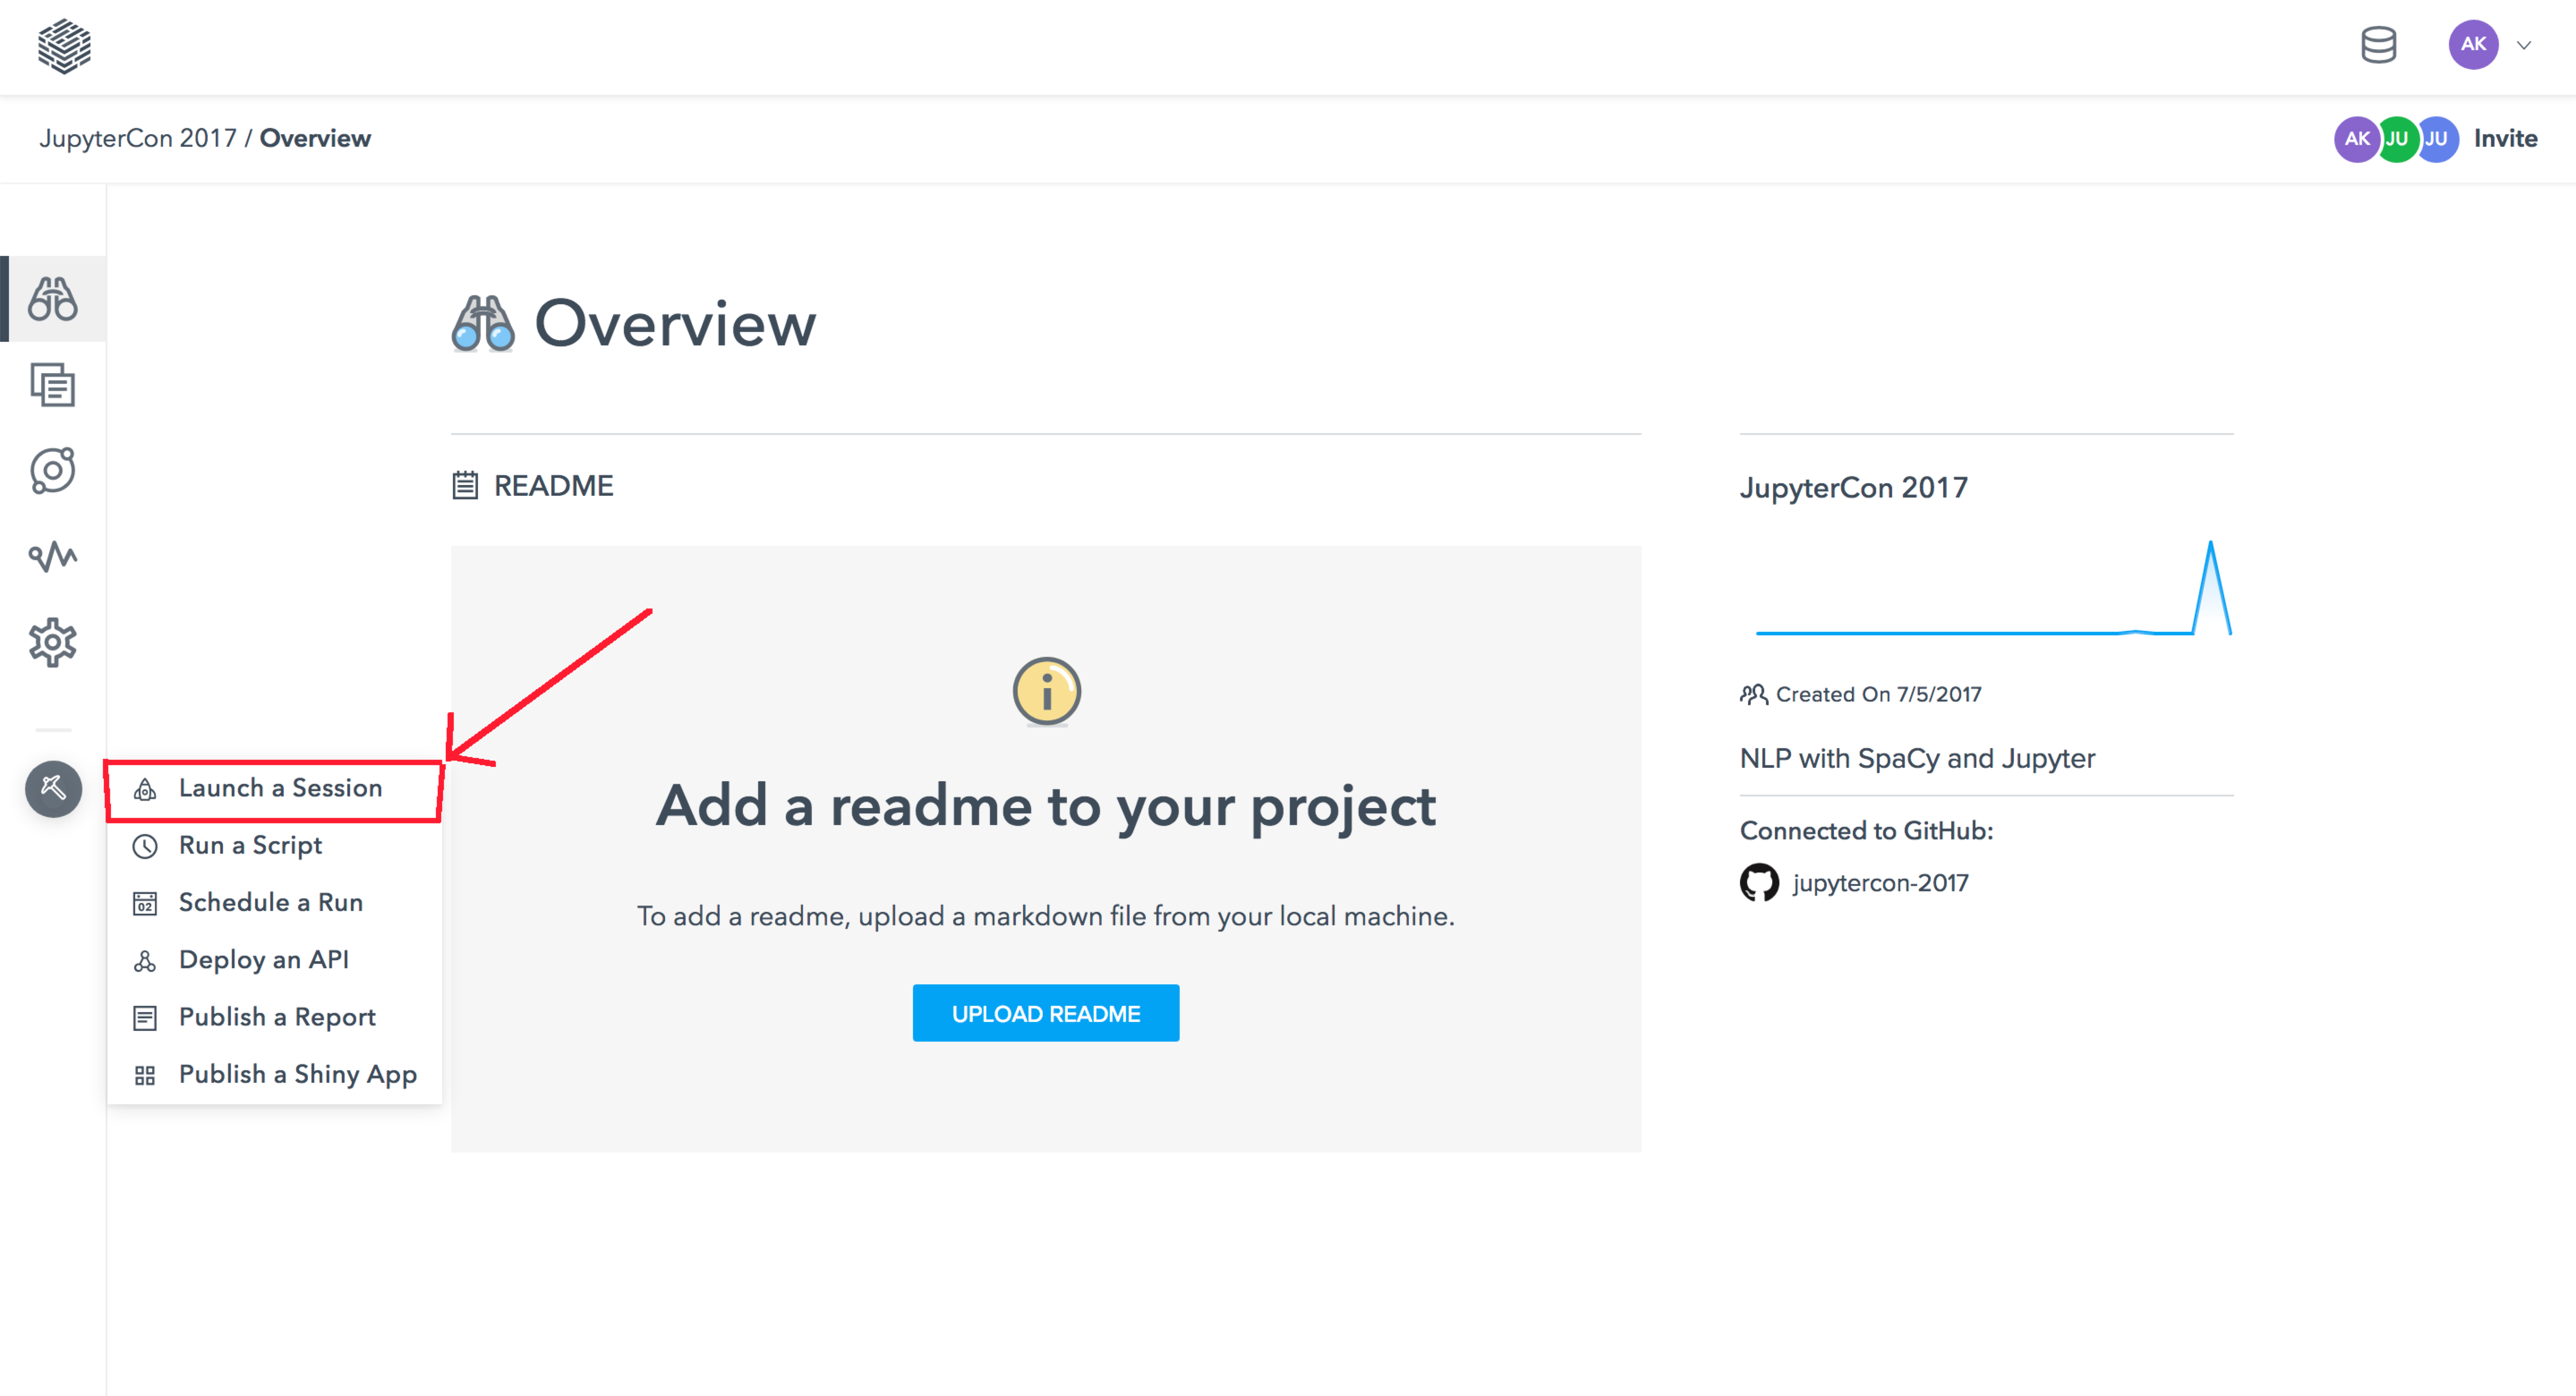 AK
JupyterCon 2017 / Overview
AK JU JU Invite
Overview
README
Add a readme to your project
To add a readme, upload a markdown file from your local machine.
UPLOAD README
Launch a Session
Run a Script
02 Schedule a Run
Deploy an API
Publish a Report
Publish a Shiny App
JupyterCon 2017
Created On 7/5/2017
NLP with SpaCy and Jupyter
Connected to GitHub:
jupytercon-2017